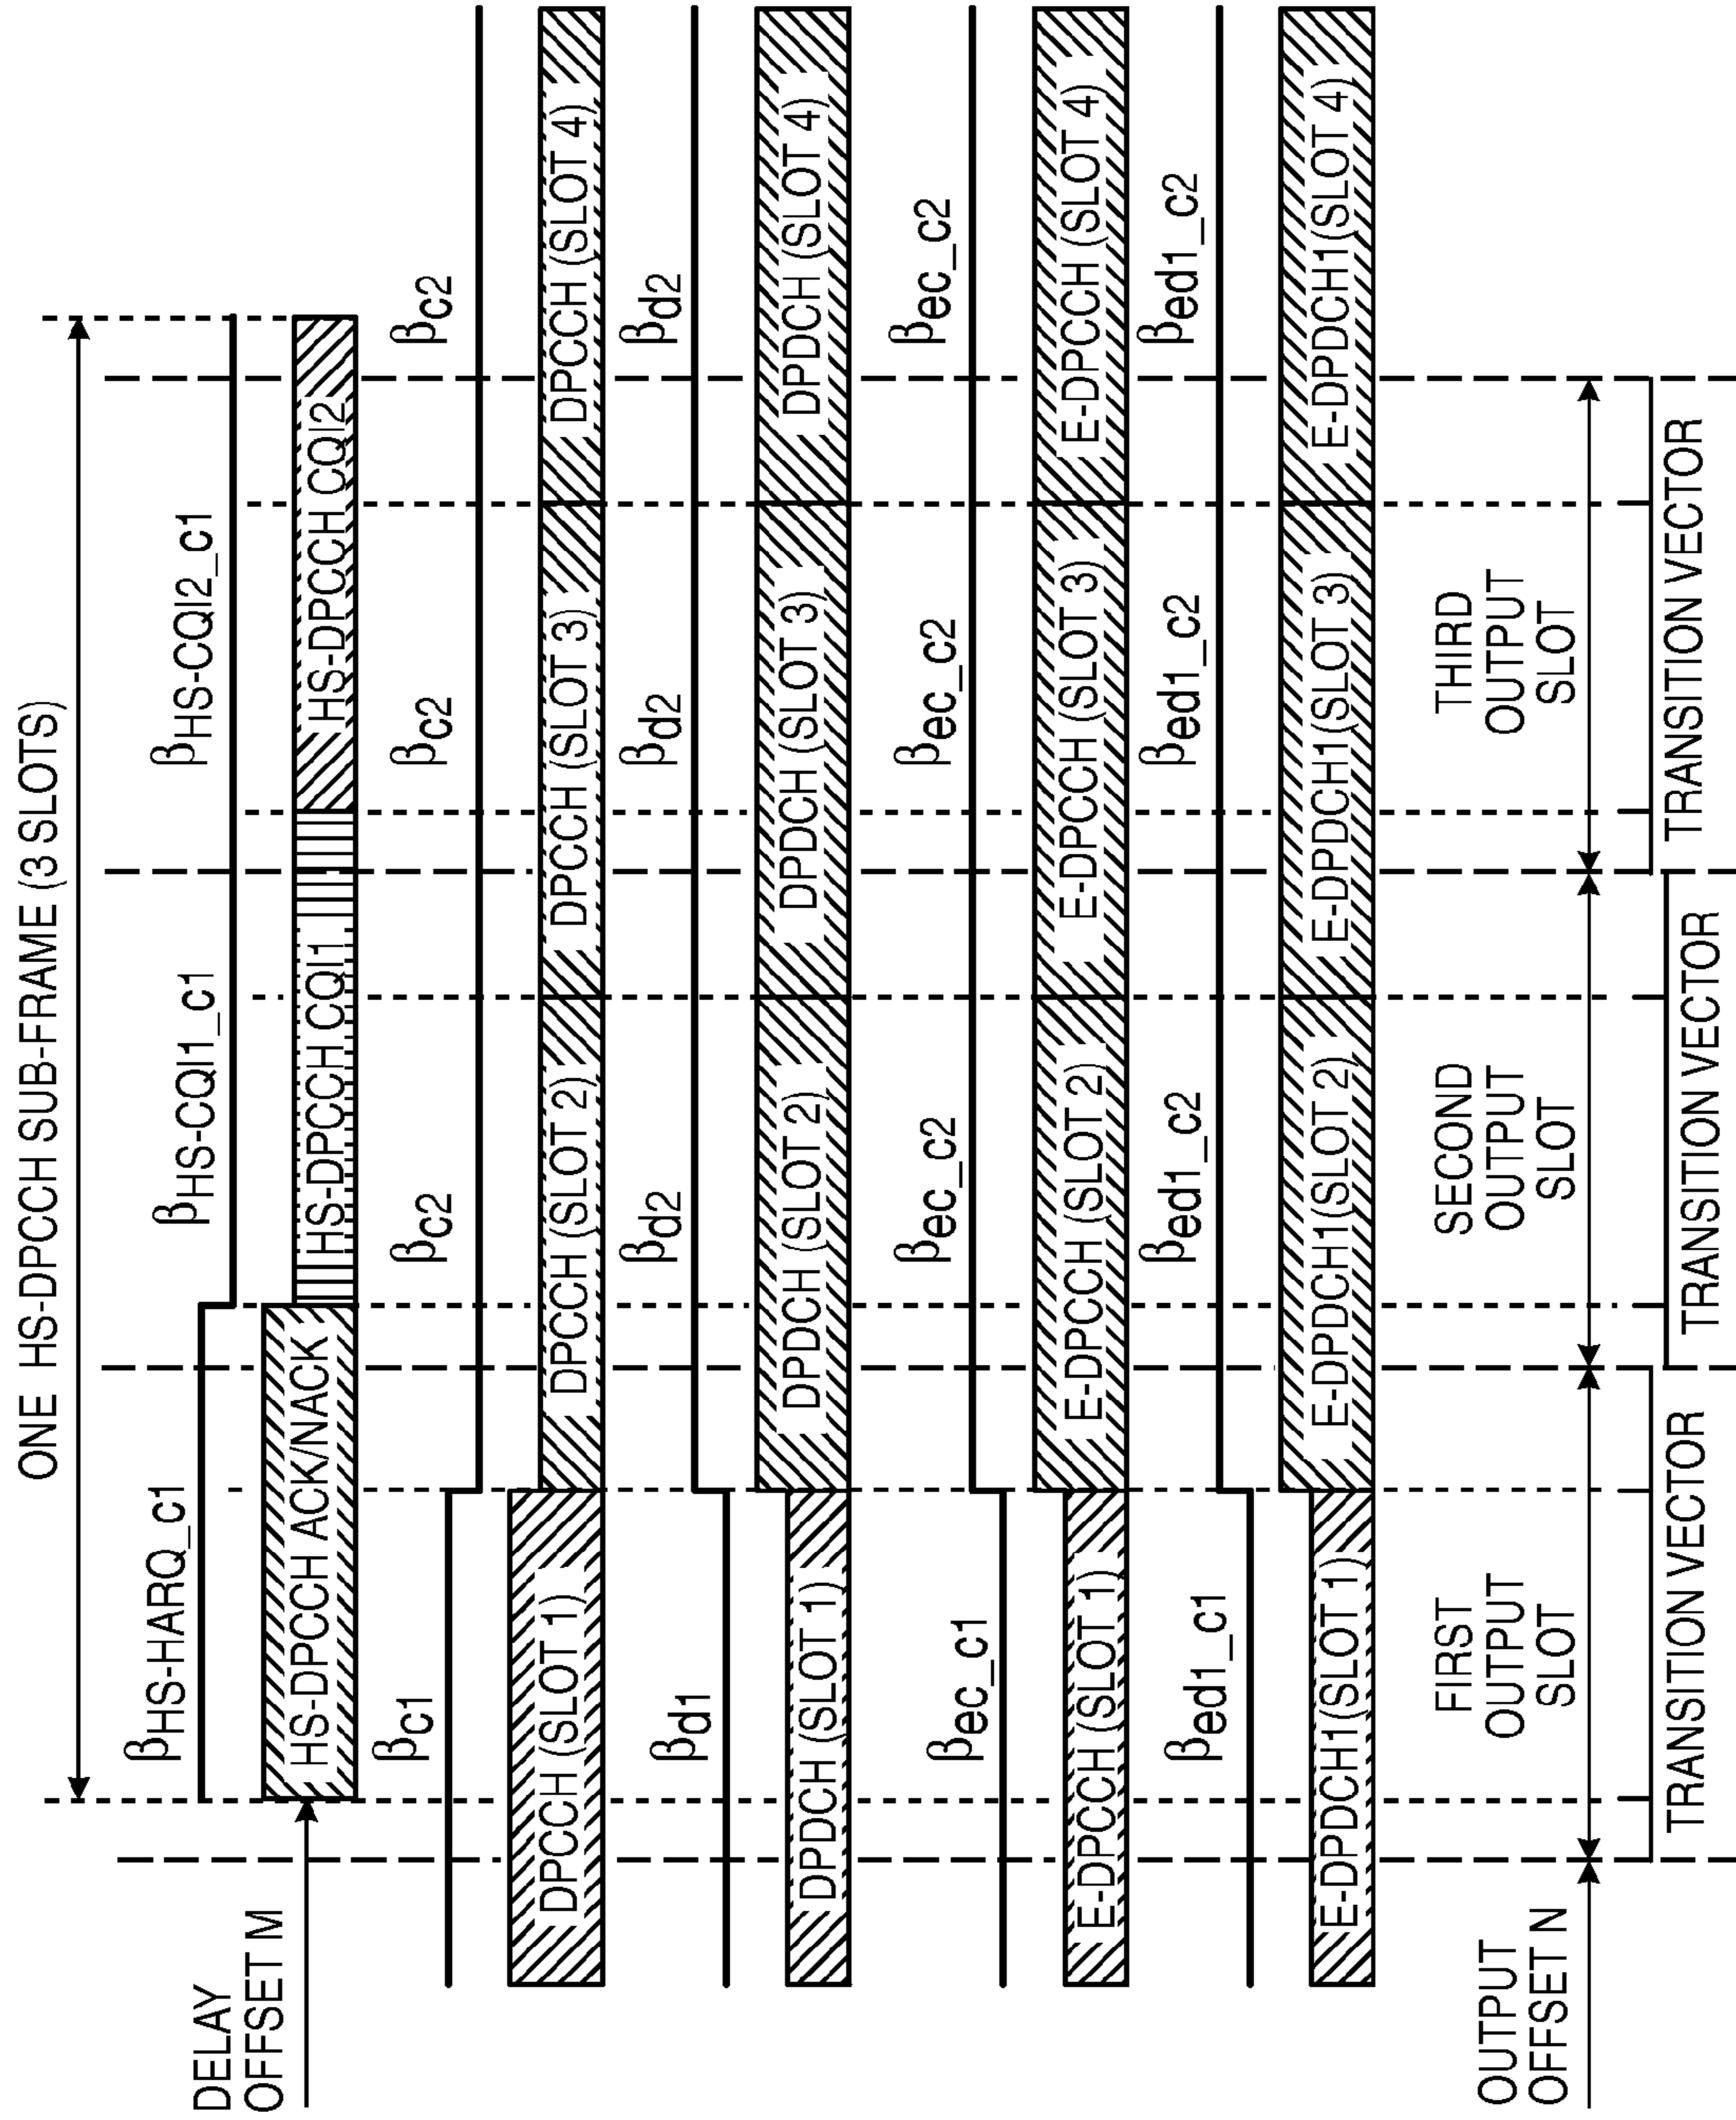 ONE HS-DPCCH SUB-FRAME (3 SLOTS)
βHS-HARQ_c1
βHS-CQI1_c1
βHS-CQI2_c1
DELAY
OFFSET M
HS-DPCCH ACK/NACK
HS-DPCCH CQI1
HS-DPCCH CQI2
βc1
βc2
βc2
βc2
DPCCH (SLOT 1)
DPCCH (SLOT 2)
DPCCH (SLOT 3)
DPCCH (SLOT 4)
βd1
βd2
βd2
βd2
DPDCH (SLOT 1)
DPDCH (SLOT 2)
DPDCH (SLOT 3)
DPDCH (SLOT 4)
βec_c1
βec_c2
βec_c2
βec_c2
E-DPCCH (SLOT 1)
E-DPCCH (SLOT 2)
E-DPCCH (SLOT 3)
E-DPCCH (SLOT 4)
βed1_c1
βed1_c2
βed1_c2
βed1_c2
E-DPDCH1(SLOT 1)
E-DPDCH1(SLOT 2)
E-DPDCH1(SLOT 3)
E-DPDCH1(SLOT 4)
OUTPUT
OFFSET N
FIRST
OUTPUT
SLOT
SECOND
OUTPUT
SLOT
THIRD
OUTPUT
SLOT
TRANSITION VECTOR
TRANSITION VECTOR
TRANSITION VECTOR